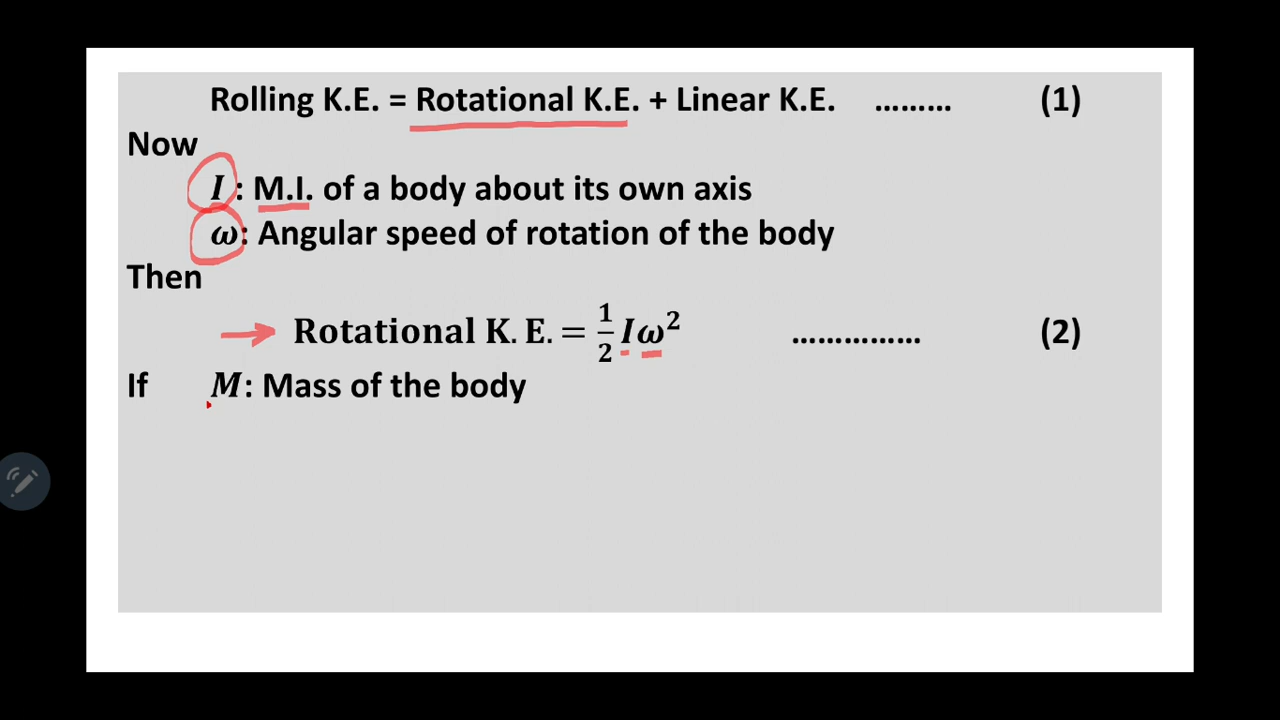 Rolling K.E. = Rotational K.E. + Linear K.E. ……… (1)
Now
I : M.I. of a body about its own axis
ω: Angular speed of rotation of the body
Then
Rotational K. E. = 1/2 Iω² …………… (2)
If M: Mass of the body